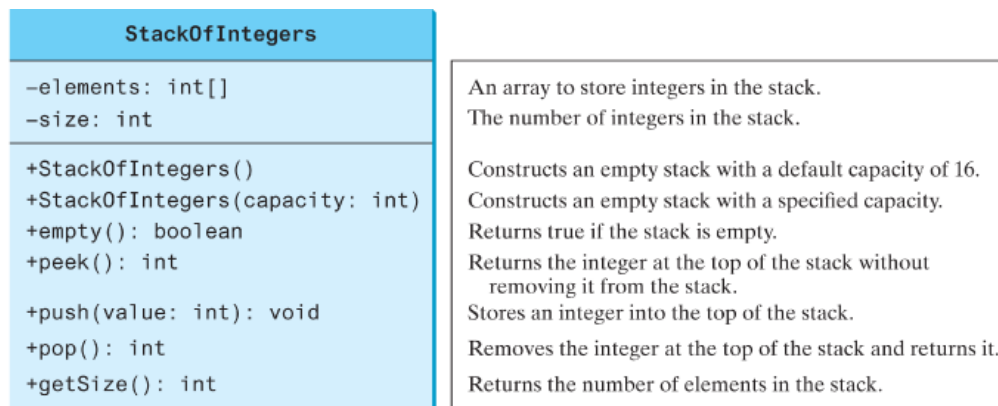 StackOfIntegers
–elements: int[]
An array to store integers in the stack.
–size: int
The number of integers in the stack.
+StackOfIntegers()
Constructs an empty stack with a default capacity of 16.
+StackOfIntegers(capacity: int)
Constructs an empty stack with a specified capacity.
+empty(): boolean
Returns true if the stack is empty.
+peek(): int
Returns the integer at the top of the stack without
removing it from the stack.
+push(value: int): void
Stores an integer into the top of the stack.
+pop(): int
Removes the integer at the top of the stack and returns it.
+getSize(): int
Returns the number of elements in the stack.